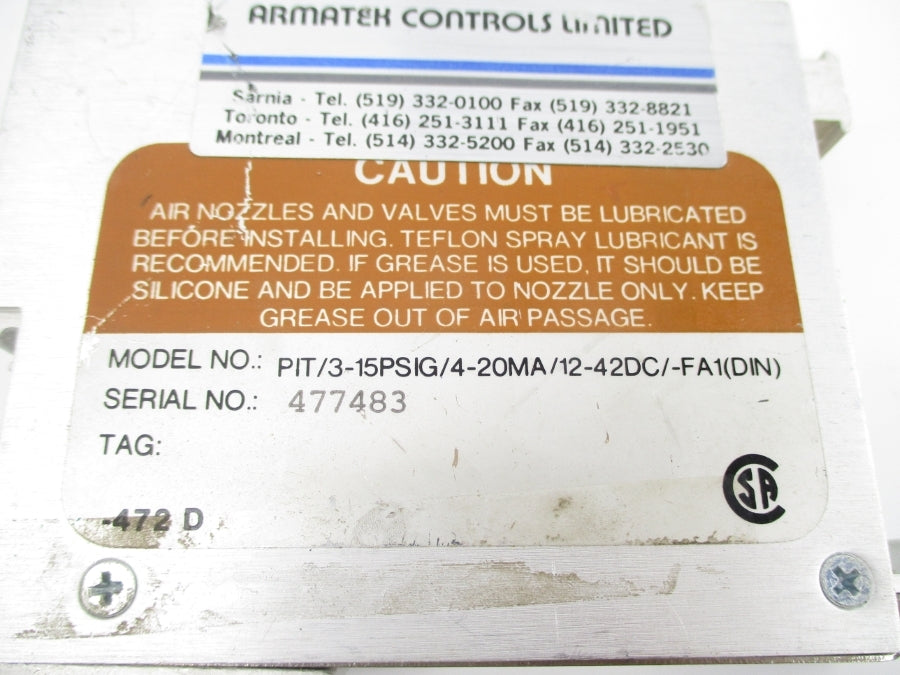 ARMATEK CONTROLS LIMITED
Sarnia - Tel. (519) 332-0100 Fax (519) 332-8821
Toronto - Tel. (416) 251-3111 Fax (416) 251-1951
Montreal - Tel. (514) 332-5200 Fax (514) 332-2530
CAUTION
AIR NOZZLES AND VALVES MUST BE LUBRICATED
BEFORE INSTALLING. TEFLON SPRAY LUBRICANT IS
RECOMMENDED. IF GREASE IS USED, IT SHOULD BE
SILICONE AND BE APPLIED TO NOZZLE ONLY. KEEP
GREASE OUT OF AIR PASSAGE.
MODEL NO.: PIT/3-15PSIG/4-20MA/12-42DC/-FA1(DIN)
SERIAL NO.: 477483
TAG:
CSA
-472 D